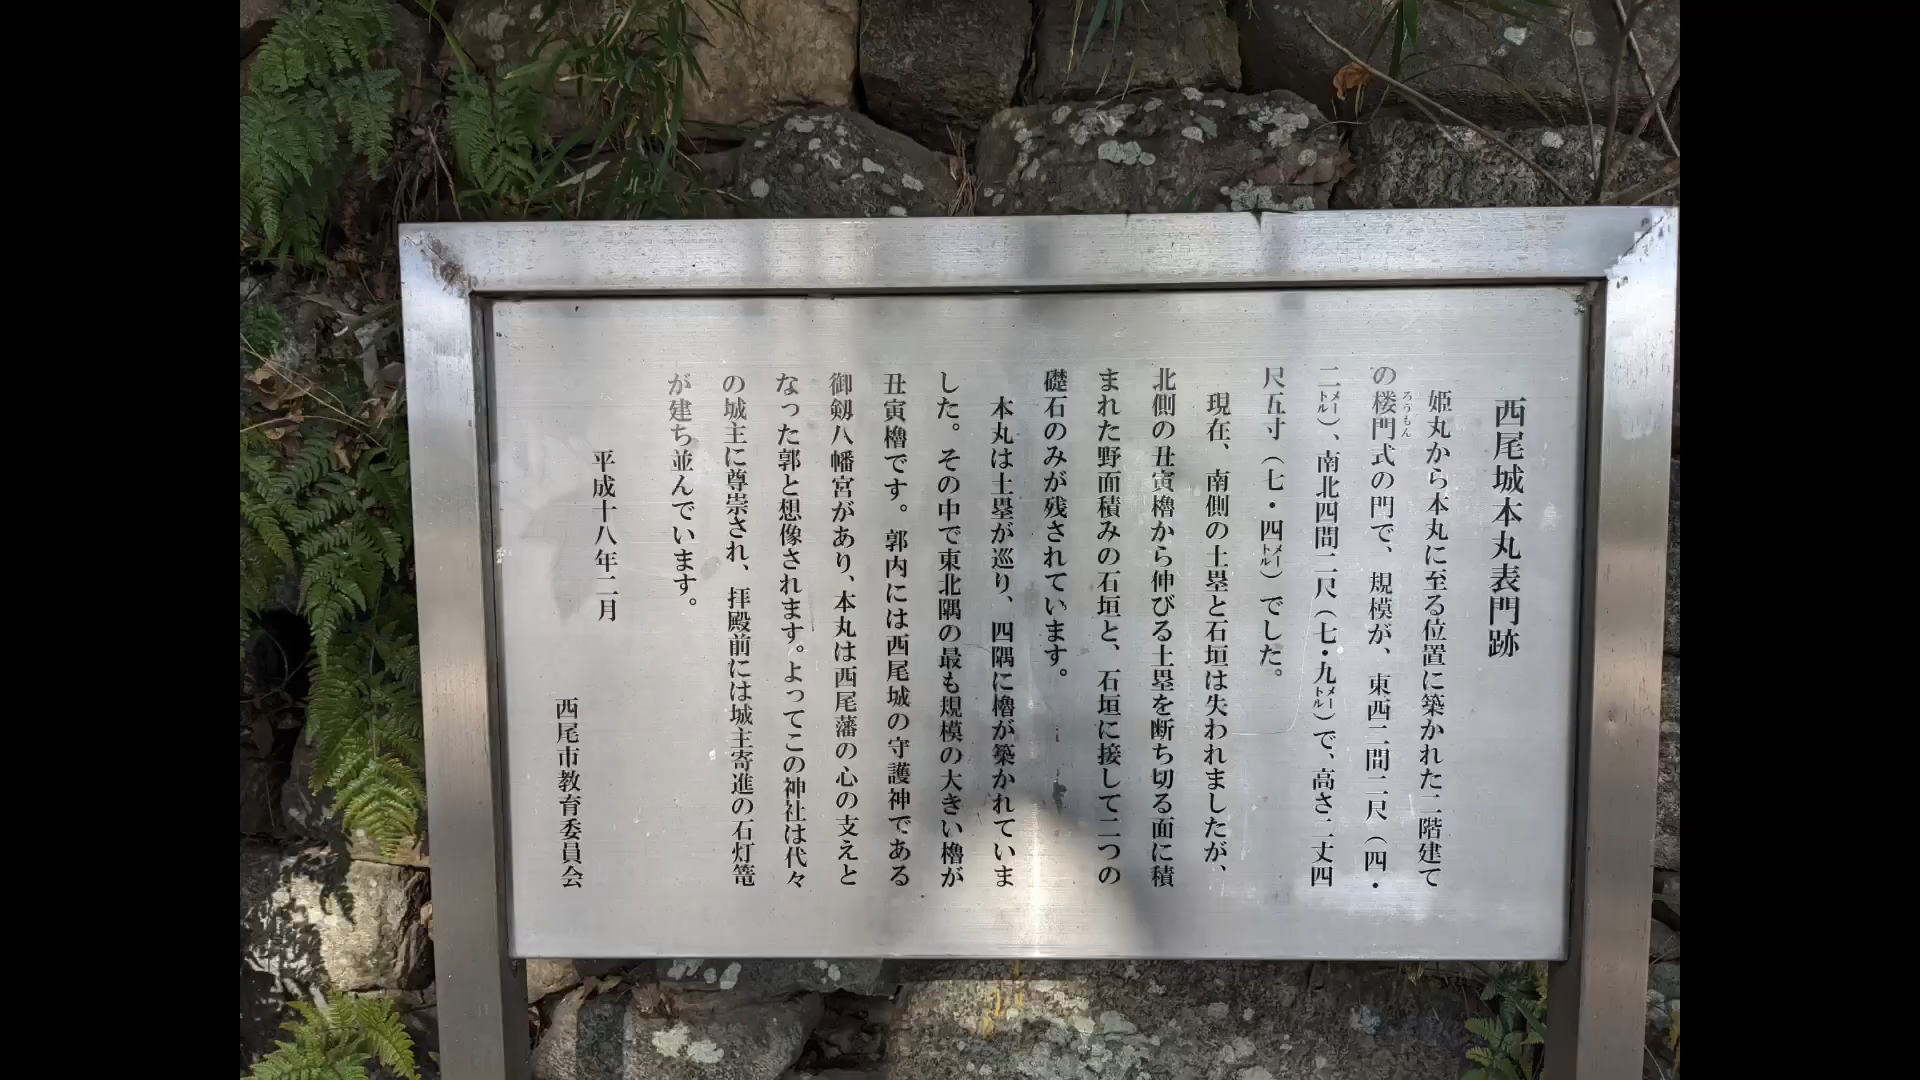 西尾城本丸表門跡
姫丸から本丸に至る位置に築かれた二階建て
の楼門式の門で、規模が、東西二間二尺（四・
ろうもん
二メートル）、南北四間二尺（七・九メートル）で、高さ二丈四
尺五寸（七・四メートル）でした。
現在、南側の土塁と石垣は失われましたが、
北側の丑寅櫓から伸びる土塁を断ち切る面に積
まれた野面積みの石垣と、石垣に接して二つの
礎石のみが残されています。
本丸は土塁が巡り、四隅に櫓が築かれていま
した。その中で東北隅の最も規模の大きい櫓が
丑寅櫓です。郭内には西尾城の守護神である
御剱八幡宮があり、本丸は西尾藩の心の支えと
なった郭と想像されます。よってこの神社は代々
の城主に尊崇され、拝殿前には城主寄進の石灯篭
が建ち並んでいます。
平成十八年二月
西尾市教育委員会